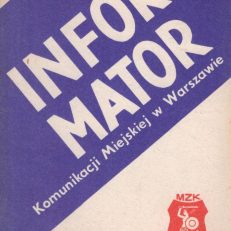 INFOR
MATOR
Komunikacji Miejskiej w Warszawie
MZK